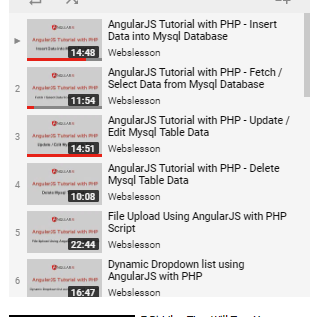 AngularJS Tutorial with PHP - Insert
Data into Mysql Database
14:48
Webslesson
2
AngularJS Tutorial with PHP - Fetch /
Select Data from Mysql Database
11:54
Webslesson
3
AngularJS Tutorial with PHP - Update /
Edit Mysql Table Data
14:51
Webslesson
4
AngularJS Tutorial with PHP - Delete
Mysql Table Data
10:08
Webslesson
5
File Upload Using AngularJS with PHP
Script
22:44
Webslesson
6
Dynamic Dropdown list using
AngularJS with PHP
16:47
Webslesson